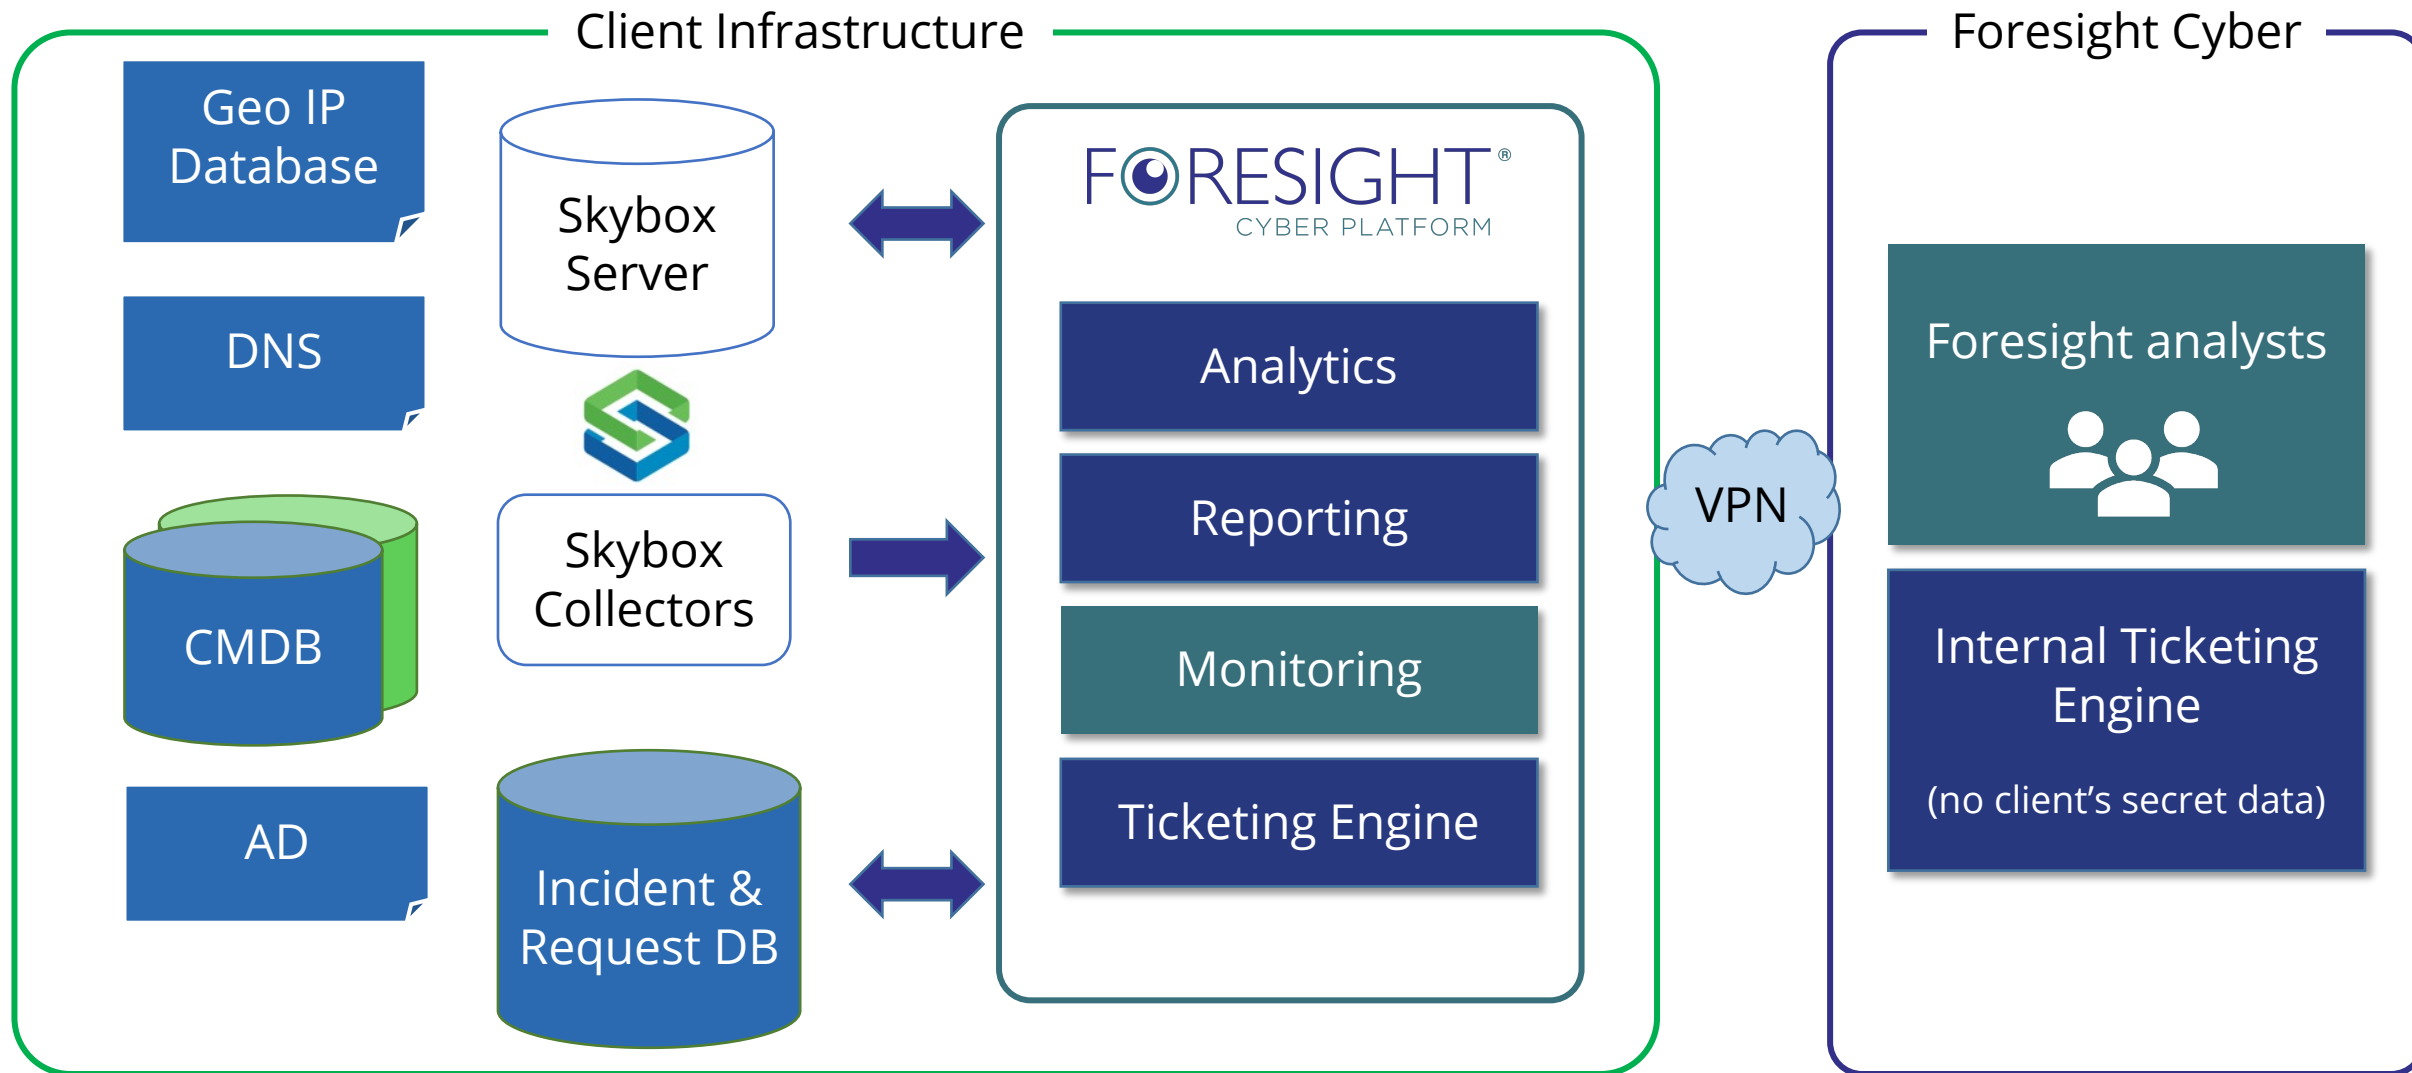 Client Infrastructure
Foresight Cyber
Geo IP
Database
DNS
CMDB
AD
Skybox
Server
Skybox
Collectors
Incident &
Request DB
FORESIGHT®
CYBER PLATFORM
Analytics
Reporting
Monitoring
Ticketing Engine
VPN
Foresight analysts
Internal Ticketing
Engine
(no client’s secret data)